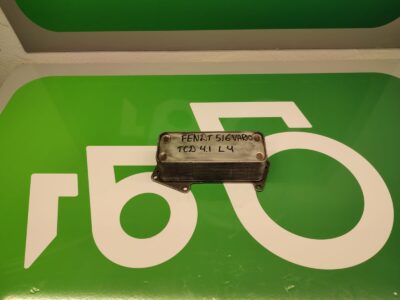 FENDT 516 VARIO
TCD 4.1 L4